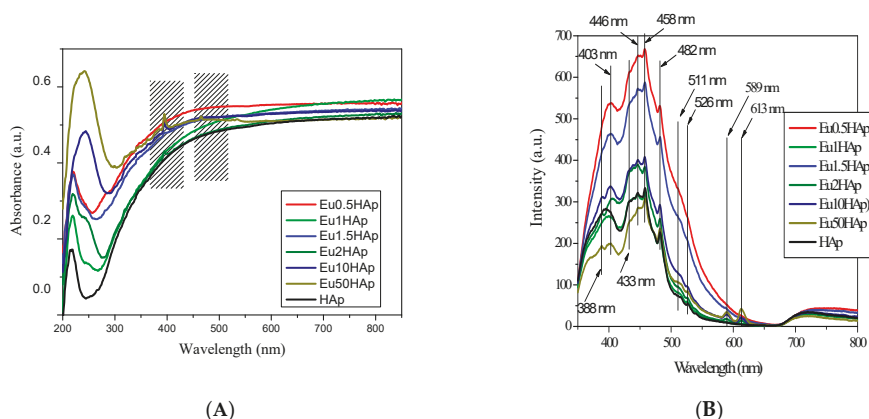 0.6
0.4
0.2
0.0
Absorbance (a.u.)
200 300 400 500 600 700 800
Wavelength (nm)
Eu0.5HAp
Eu1HAp
Eu1.5HAp
Eu2HAp
Eu10HAp
Eu50HAp
HAp
(A)
700
600
500
400
300
200
100
0
Intensity (a.u.)
400 500 600 700 800
Wavelength (nm)
446 nm
458 nm
403 nm
482 nm
511 nm
526 nm
589 nm
613 nm
388 nm
433 nm
Eu0.5HAp
Eu1HAp
Eu1.5HAp
Eu2HAp
Eu10HAp)
Eu50HAp
HAp
(B)